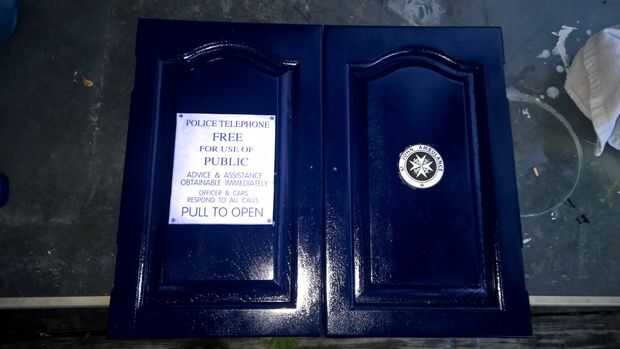 POLICE TELEPHONE
FREE
FOR USE OF
PUBLIC
ADVICE & ASSISTANCE
OBTAINABLE IMMEDIATELY
OFFICER & CARS
RESPOND TO ALL CALLS
PULL TO OPEN
ST. JOHN AMBULANCE